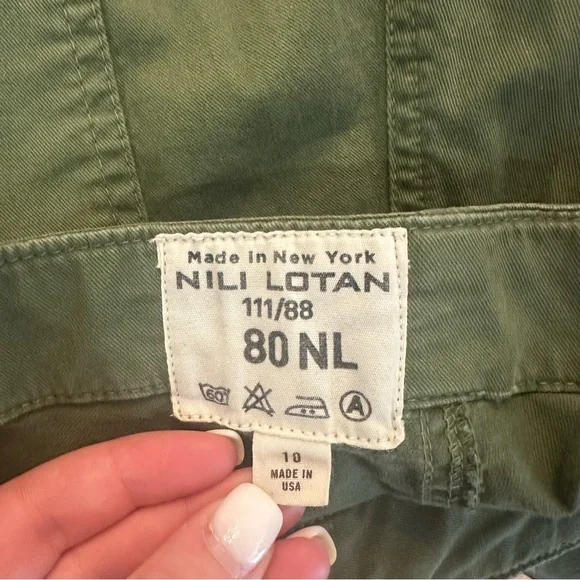 Made in New York
NILI LOTAN
111/88
80 NL
60° A
10
MADE IN
USA